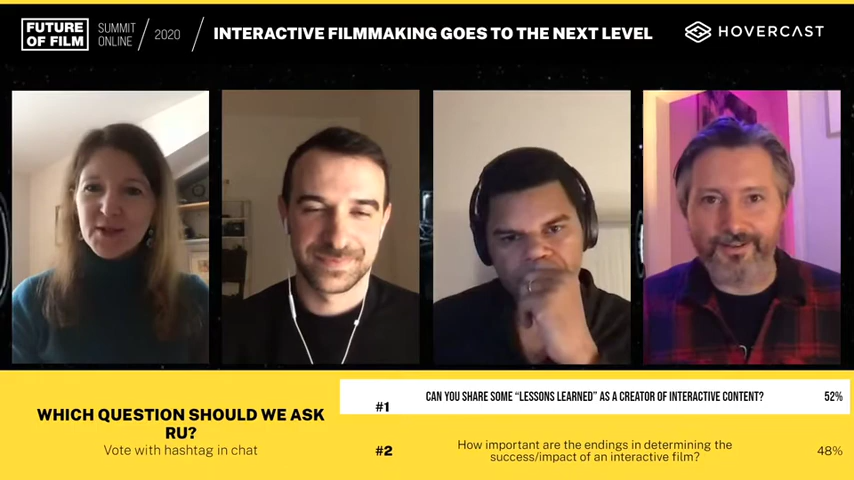 FUTURE
OF FILM
SUMMIT
ONLINE
2020
INTERACTIVE FILMMAKING GOES TO THE NEXT LEVEL
HOVERCAST
WHICH QUESTION SHOULD WE ASK
RU?
Vote with hashtag in chat
#1
CAN YOU SHARE SOME “LESSONS LEARNED” AS A CREATOR OF INTERACTIVE CONTENT?
52%
#2
How important are the endings in determining the
success/impact of an interactive film?
48%